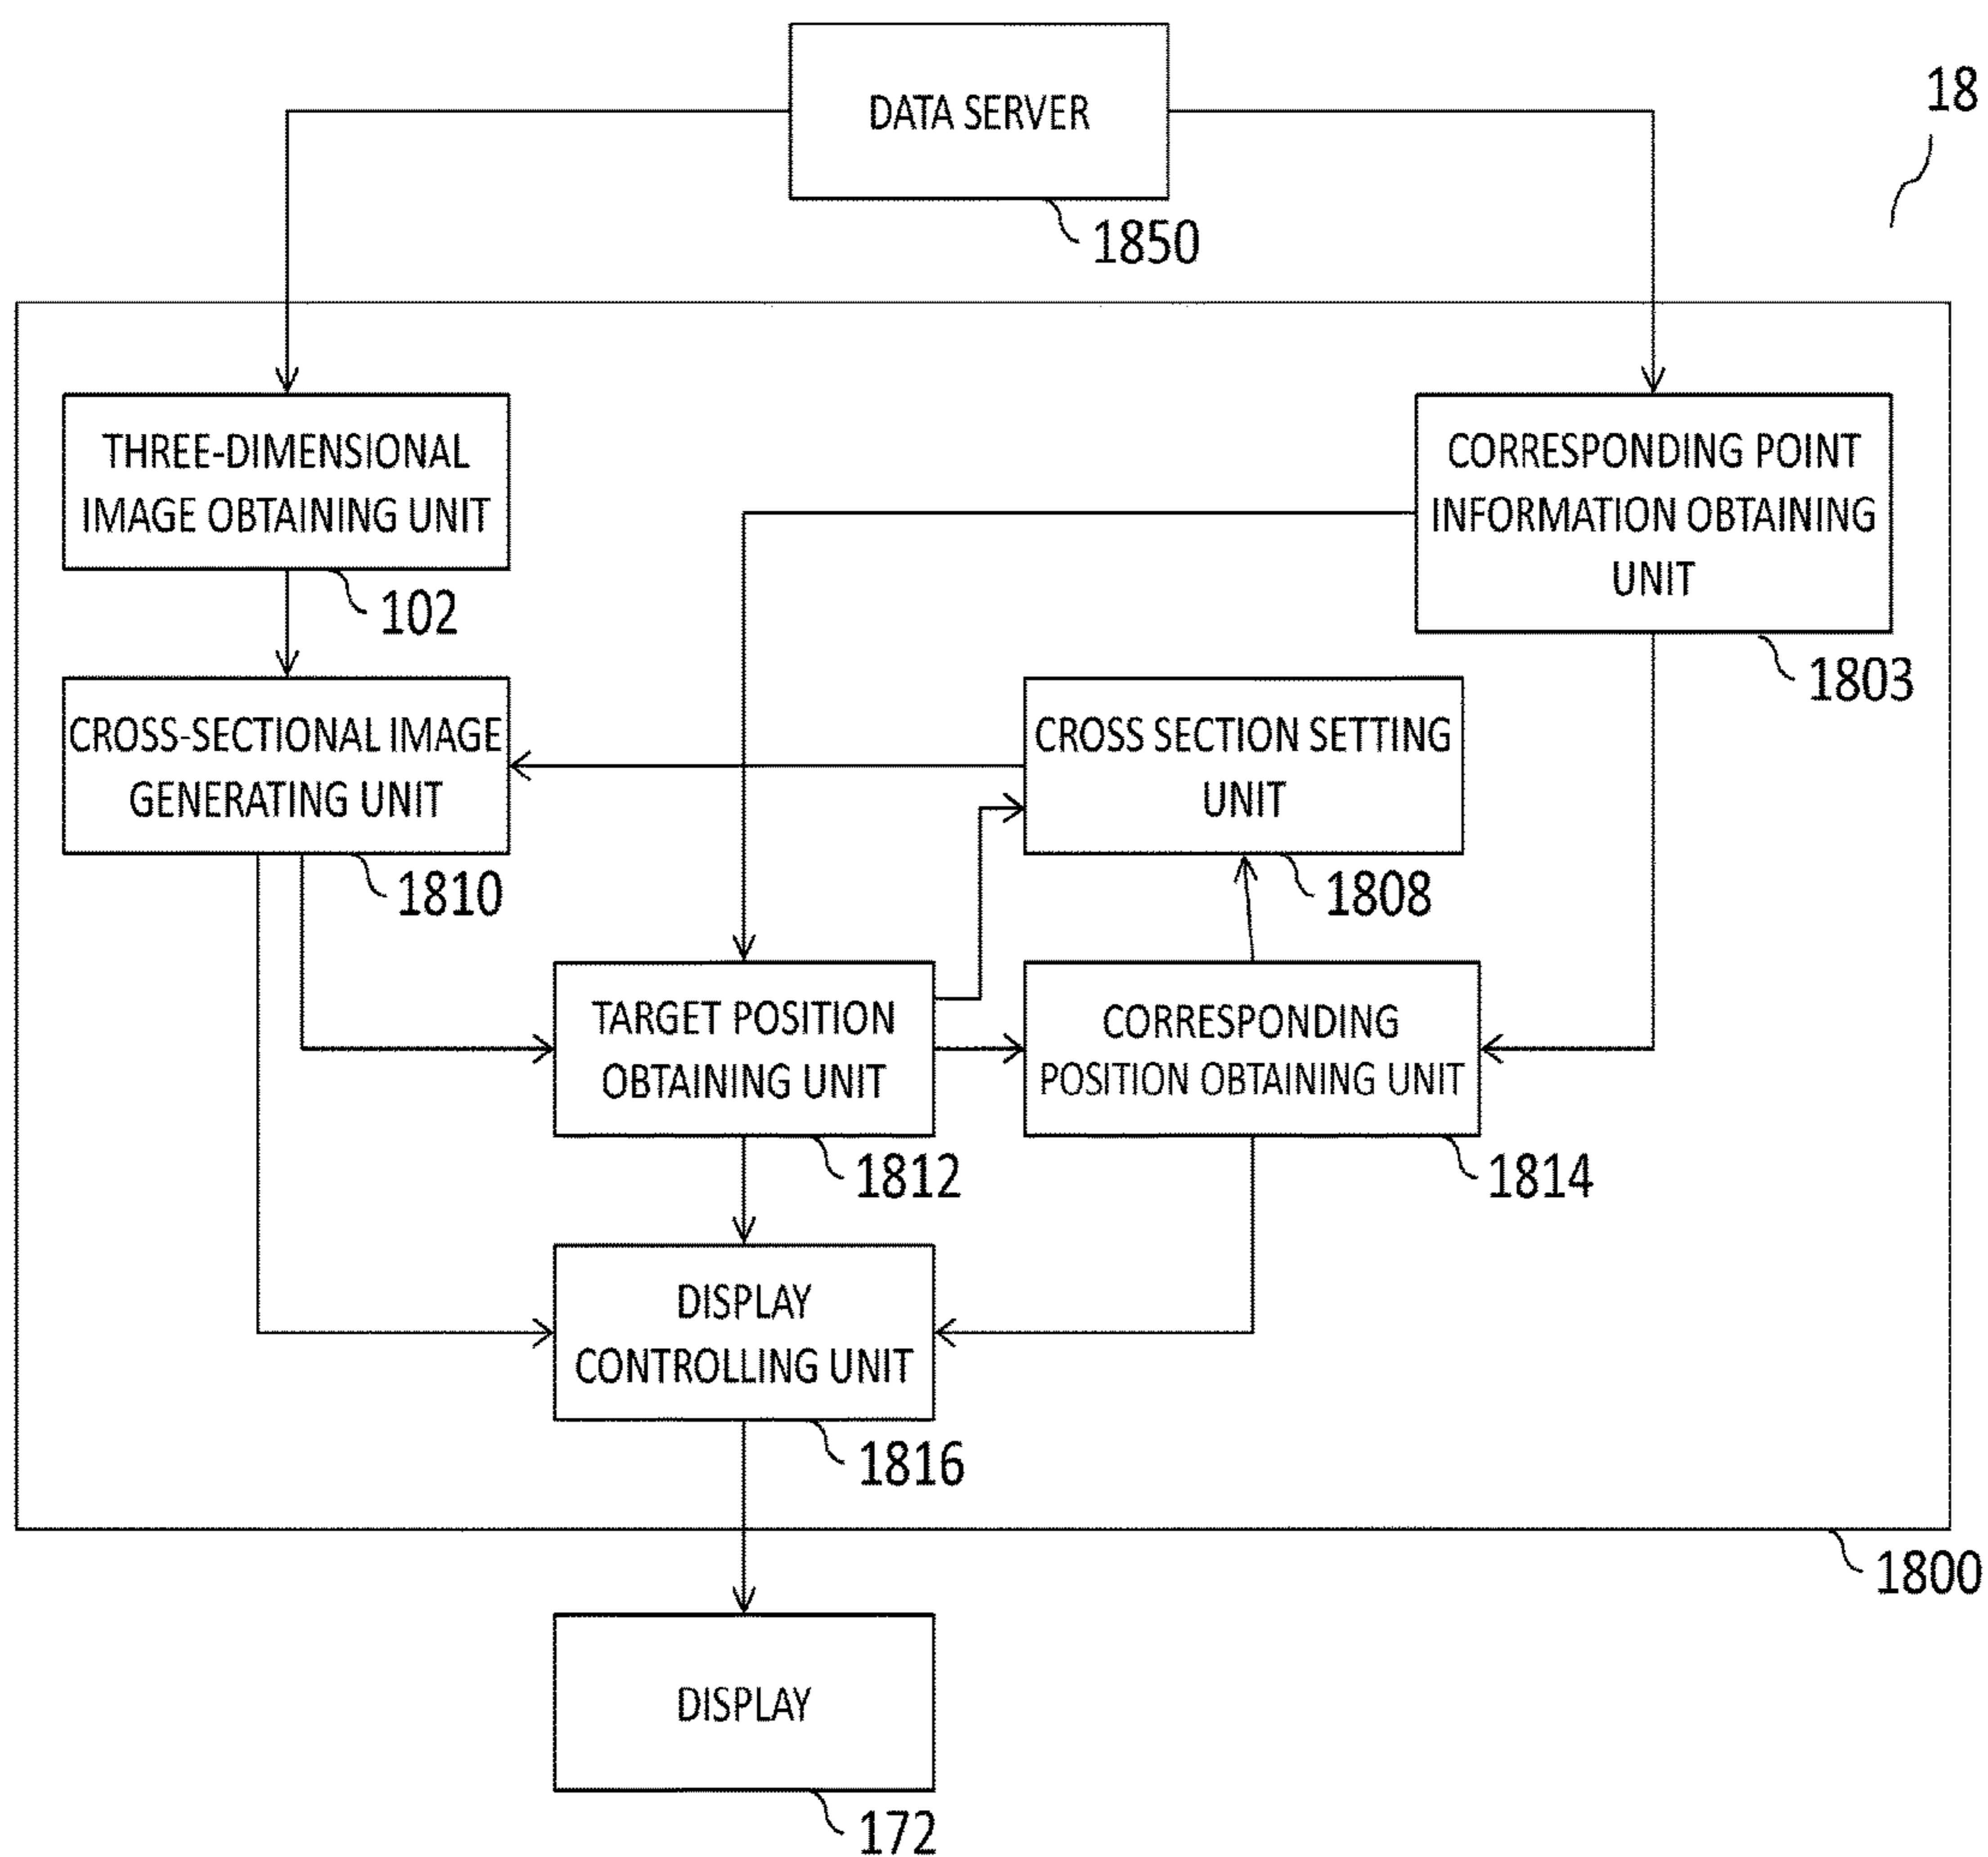 DATA SERVER
1850
18
THREE-DIMENSIONAL
IMAGE OBTAINING UNIT
102
CORRESPONDING POINT
INFORMATION OBTAINING
UNIT
1803
CROSS-SECTIONAL IMAGE
GENERATING UNIT
1810
CROSS SECTION SETTING
UNIT
1808
TARGET POSITION
OBTAINING UNIT
1812
CORRESPONDING
POSITION OBTAINING UNIT
1814
DISPLAY
CONTROLLING UNIT
1816
1800
DISPLAY
172